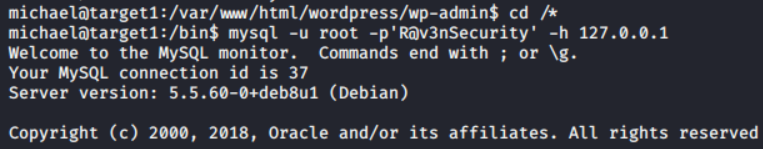 michael@target1:/var/www/html/wordpress/wp-admin$ cd /*
michael@target1:/bin$ mysql -u root -p'R@v3nSecurity' -h 127.0.0.1
Welcome to the MySQL monitor.  Commands end with ; or \g.
Your MySQL connection id is 37
Server version: 5.5.60-0+deb8u1 (Debian)
Copyright (c) 2000, 2018, Oracle and/or its affiliates. All rights reserved